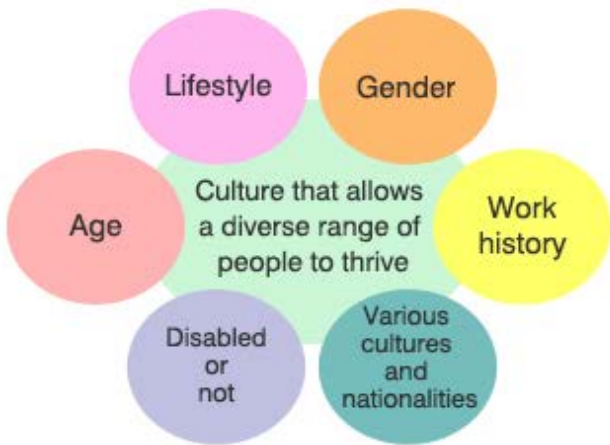 Lifestyle
Gender
Age
Culture that allows
a diverse range of
people to thrive
Work
history
Disabled
or
not
Various
cultures
and
nationalities